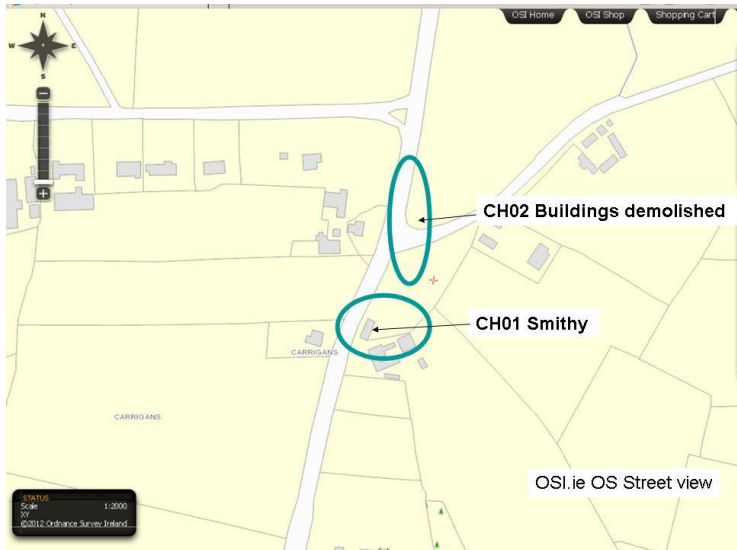 OSI Home
OSI Shop
Shopping Cart
N
W
E
S
CH02 Buildings demolished
CH01 Smithy
CARRIGANS
CARRIGANS
OSI.ie OS Street view
STATUS
Scale 1:2000
XY
©2012 Ordnance Survey Ireland